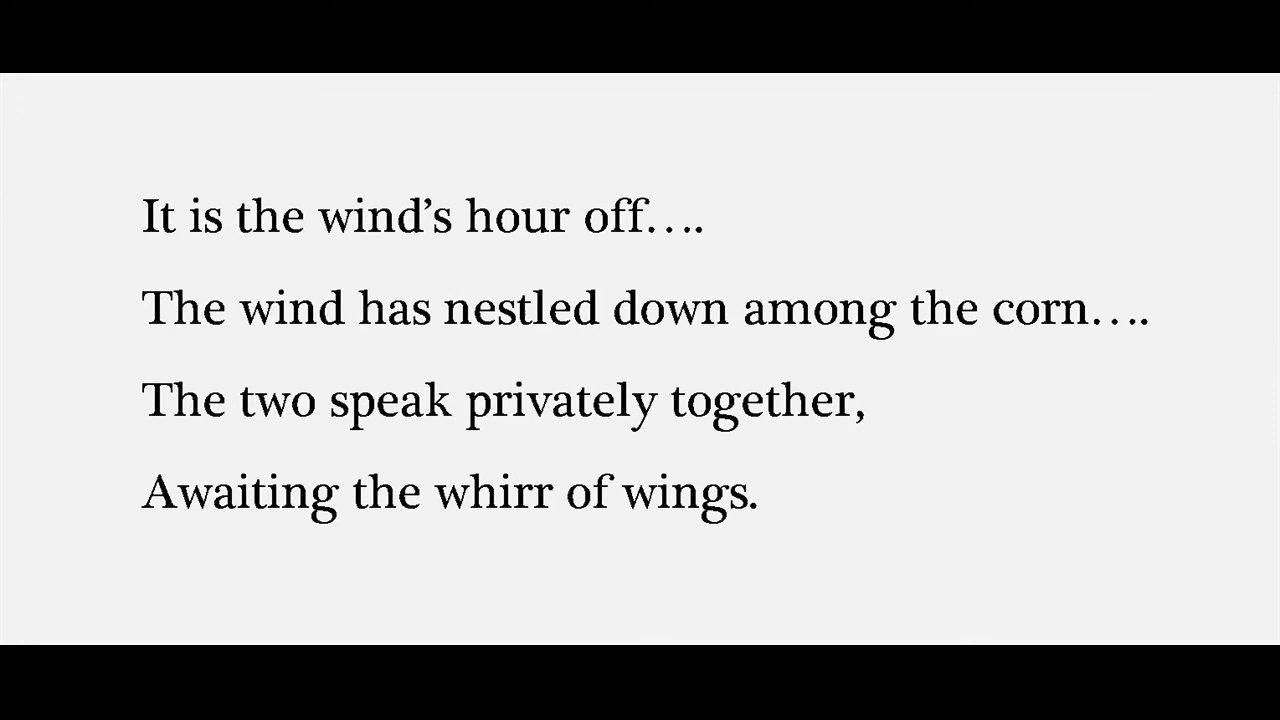 It is the wind’s hour off….
The wind has nestled down among the corn….
The two speak privately together,
Awaiting the whirr of wings.